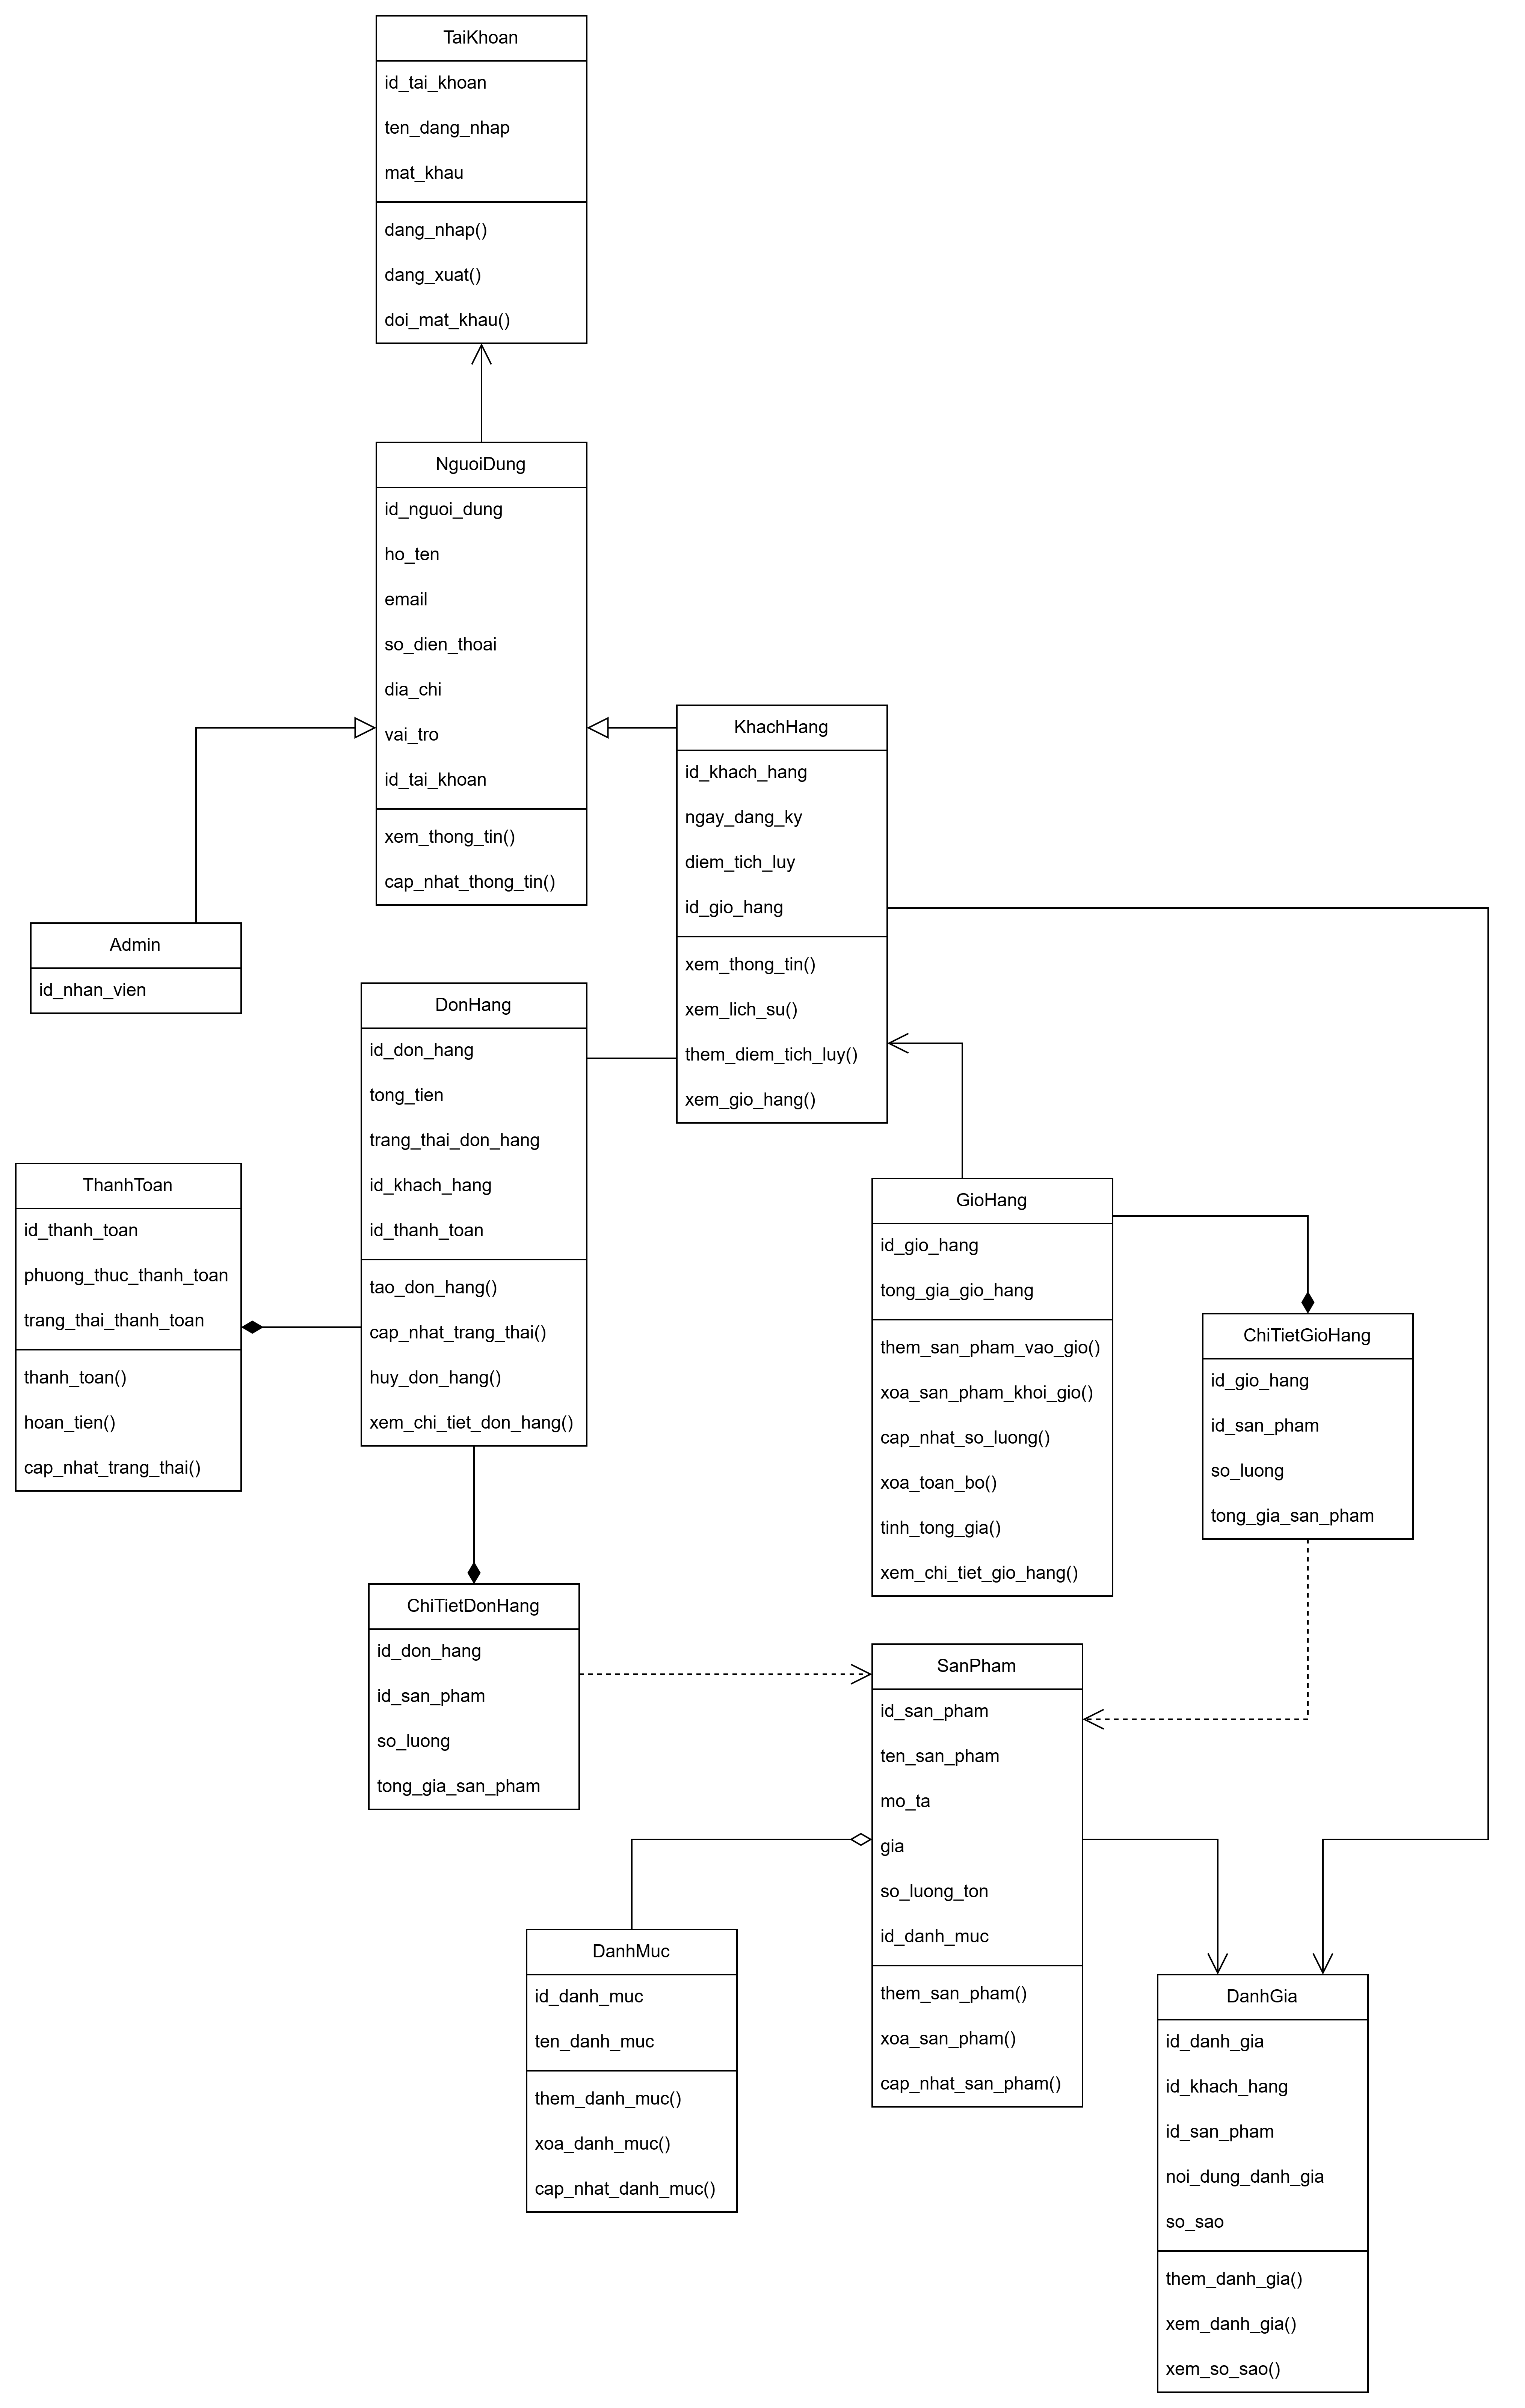 TaiKhoan
id_tai_khoan
ten_dang_nhap
mat_khau
dang_nhap()
dang_xuat()
doi_mat_khau()
NguoiDung
id_nguoi_dung
ho_ten
email
so_dien_thoai
dia_chi
vai_tro
id_tai_khoan
xem_thong_tin()
cap_nhat_thong_tin()
KhachHang
id_khach_hang
ngay_dang_ky
diem_tich_luy
id_gio_hang
xem_thong_tin()
xem_lich_su()
them_diem_tich_luy()
xem_gio_hang()
Admin
id_nhan_vien
DonHang
id_don_hang
tong_tien
trang_thai_don_hang
id_khach_hang
id_thanh_toan
tao_don_hang()
cap_nhat_trang_thai()
huy_don_hang()
xem_chi_tiet_don_hang()
ThanhToan
id_thanh_toan
phuong_thuc_thanh_toan
trang_thai_thanh_toan
thanh_toan()
hoan_tien()
cap_nhat_trang_thai()
GioHang
id_gio_hang
tong_gia_gio_hang
them_san_pham_vao_gio()
xoa_san_pham_khoi_gio()
cap_nhat_so_luong()
xoa_toan_bo()
tinh_tong_gia()
xem_chi_tiet_gio_hang()
ChiTietGioHang
id_gio_hang
id_san_pham
so_luong
tong_gia_san_pham
ChiTietDonHang
id_don_hang
id_san_pham
so_luong
tong_gia_san_pham
SanPham
id_san_pham
ten_san_pham
mo_ta
gia
so_luong_ton
id_danh_muc
them_san_pham()
xoa_san_pham()
cap_nhat_san_pham()
DanhMuc
id_danh_muc
ten_danh_muc
them_danh_muc()
xoa_danh_muc()
cap_nhat_danh_muc()
DanhGia
id_danh_gia
id_khach_hang
id_san_pham
noi_dung_danh_gia
so_sao
them_danh_gia()
xem_danh_gia()
xem_so_sao()